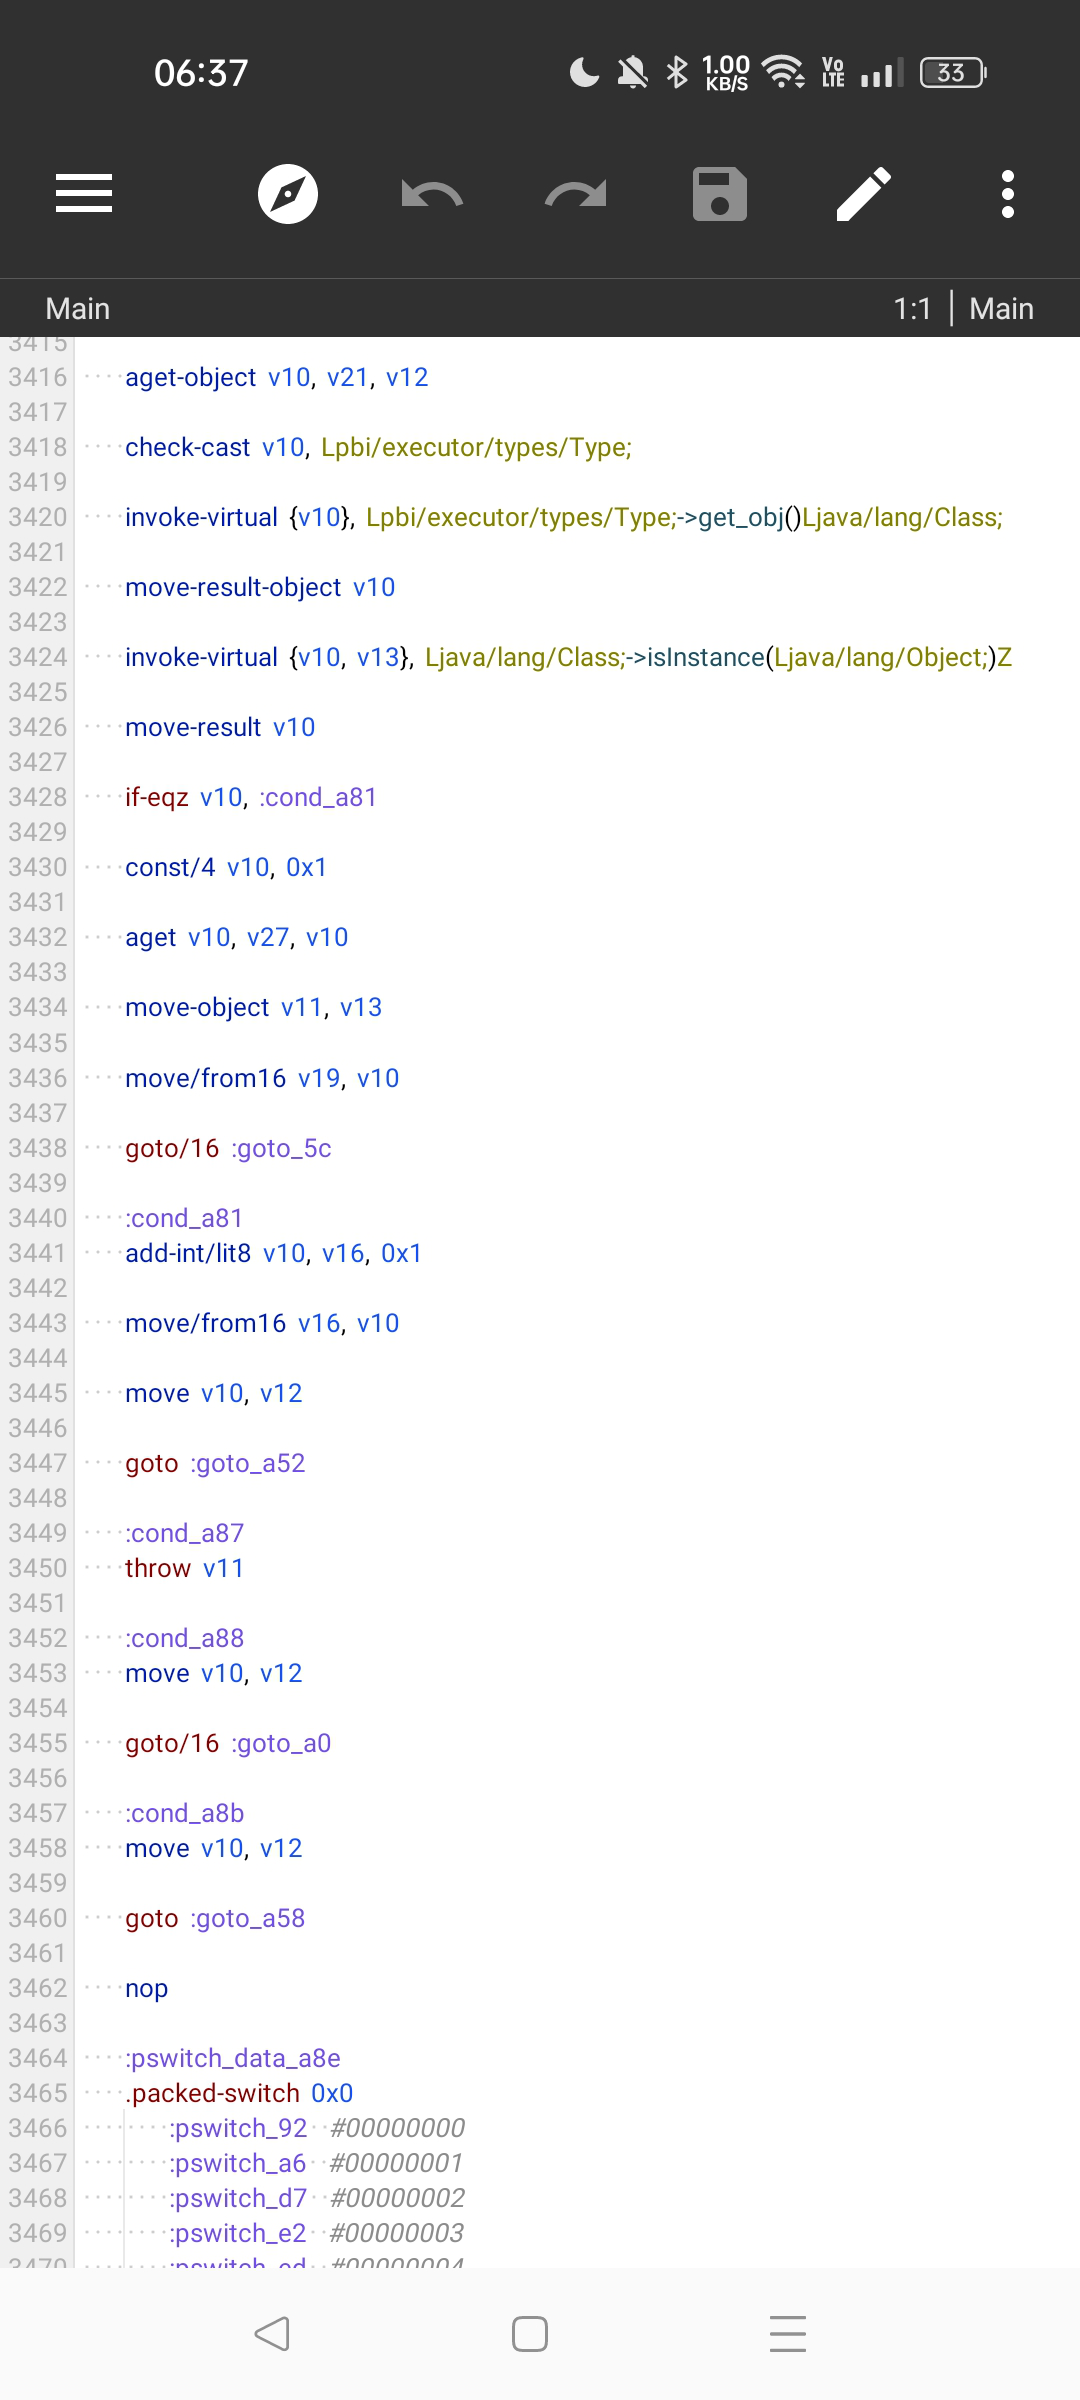 06:37 1.00 KB/S Vo LTE 33
Main 1:1 | Main
3415
3416 aget-object v10, v21, v12
3417
3418 check-cast v10, Lpbi/executor/types/Type;
3419
3420 invoke-virtual {v10}, Lpbi/executor/types/Type;->get_obj()Ljava/lang/Class;
3421
3422 move-result-object v10
3423
3424 invoke-virtual {v10, v13}, Ljava/lang/Class;->isInstance(Ljava/lang/Object;)Z
3425
3426 move-result v10
3427
3428 if-eqz v10, :cond_a81
3429
3430 const/4 v10, 0x1
3431
3432 aget v10, v27, v10
3433
3434 move-object v11, v13
3435
3436 move/from16 v19, v10
3437
3438 goto/16 :goto_5c
3439
3440 :cond_a81
3441 add-int/lit8 v10, v16, 0x1
3442
3443 move/from16 v16, v10
3444
3445 move v10, v12
3446
3447 goto :goto_a52
3448
3449 :cond_a87
3450 throw v11
3451
3452 :cond_a88
3453 move v10, v12
3454
3455 goto/16 :goto_a0
3456
3457 :cond_a8b
3458 move v10, v12
3459
3460 goto :goto_a58
3461
3462 nop
3463
3464 :pswitch_data_a8e
3465 .packed-switch 0x0
3466 :pswitch_92 #00000000
3467 :pswitch_a6 #00000001
3468 :pswitch_d7 #00000002
3469 :pswitch_e2 #00000003
3470 :pswitch_ed #00000004